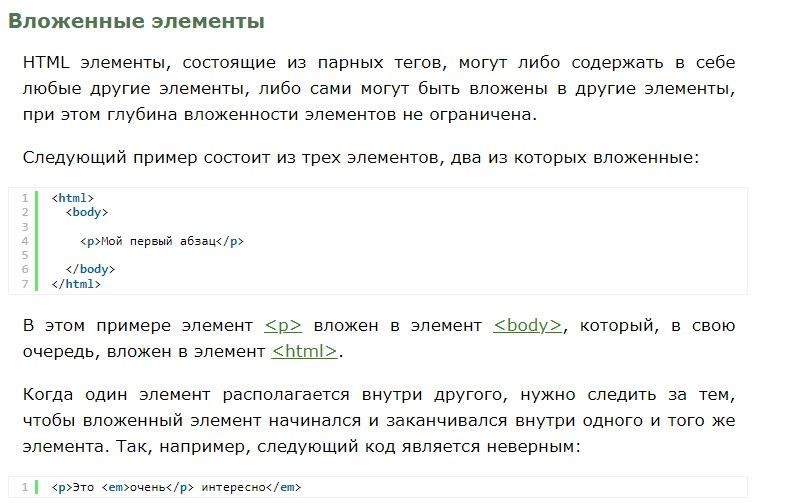 Вложенные элементы
HTML элементы, состоящие из парных тегов, могут либо содержать в себе
любые другие элементы, либо сами могут быть вложены в другие элементы,
при этом глубина вложенности элементов не ограничена.
Следующий пример состоит из трех элементов, два из которых вложенные:
1 <html>
2 <body>
3
4 <p>Мой первый абзац</p>
5
6 </body>
7 </html>
В этом примере элемент <p> вложен в элемент <body>, который, в свою
очередь, вложен в элемент <html>.
Когда один элемент располагается внутри другого, нужно следить за тем,
чтобы вложенный элемент начинался и заканчивался внутри одного и того же
элемента. Так, например, следующий код является неверным:
1 <p>Это <em>очень</p> интересно</em>